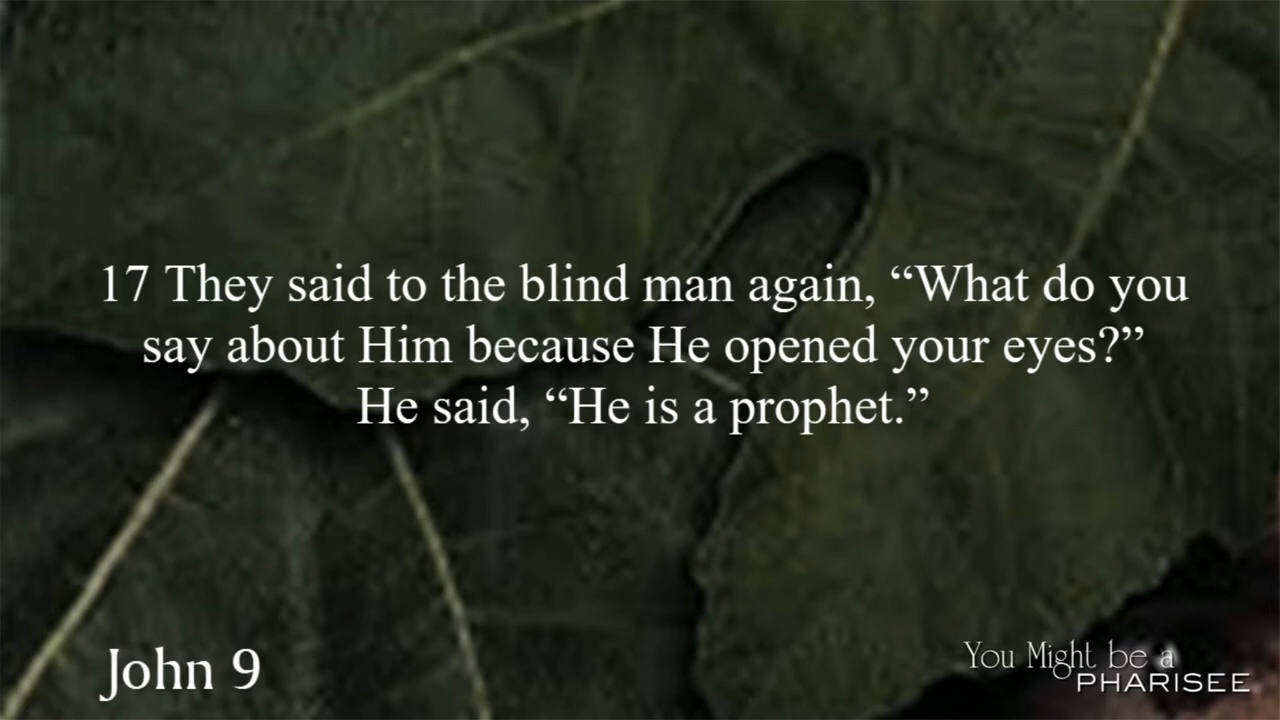 17 They said to the blind man again, “What do you
say about Him because He opened your eyes?”
He said, “He is a prophet.”
John 9
You Might be a
PHARISEE